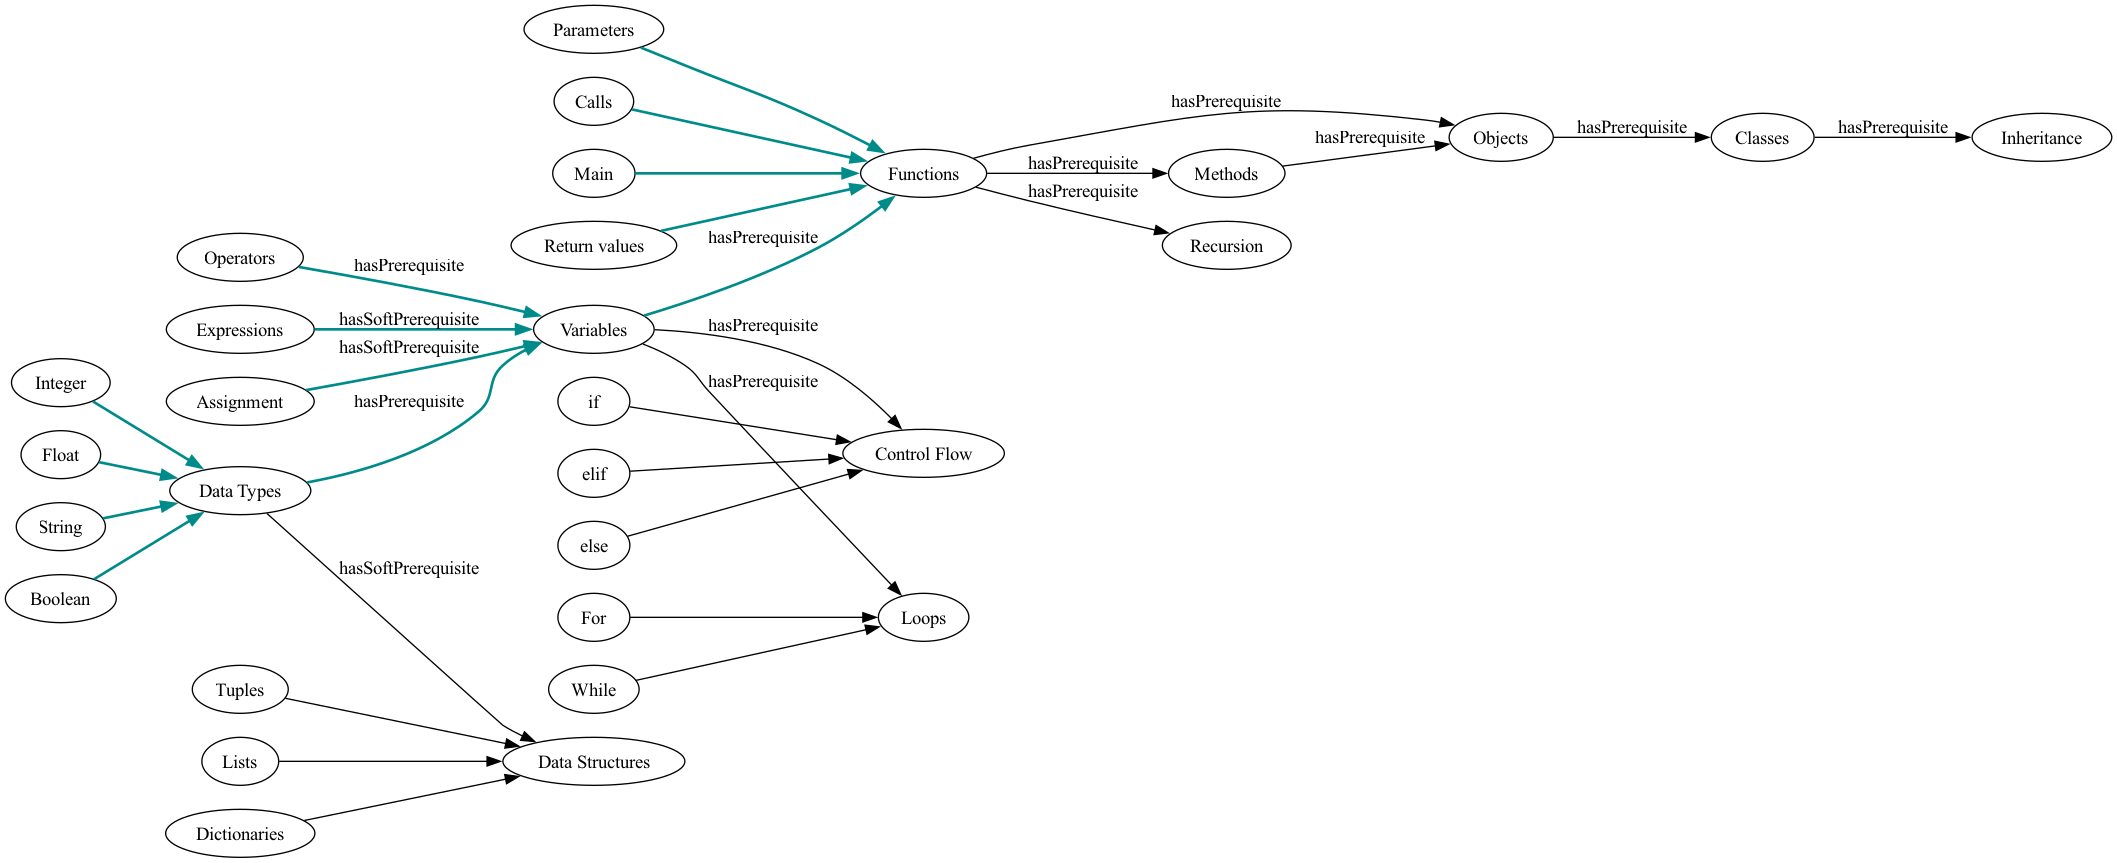 Parameters
Calls
Main
Return values
hasPrerequisite
Functions
hasPrerequisite
hasPrerequisite
hasPrerequisite
Methods
Recursion
hasPrerequisite
Objects
hasPrerequisite
Classes
hasPrerequisite
Inheritance
Operators
hasPrerequisite
Expressions
hasSoftPrerequisite
Assignment
hasSoftPrerequisite
hasPrerequisite
Variables
hasPrerequisite
hasPrerequisite
Integer
Float
String
Boolean
Data Types
hasSoftPrerequisite
if
elif
else
Control Flow
For
While
Loops
Tuples
Lists
Dictionaries
Data Structures